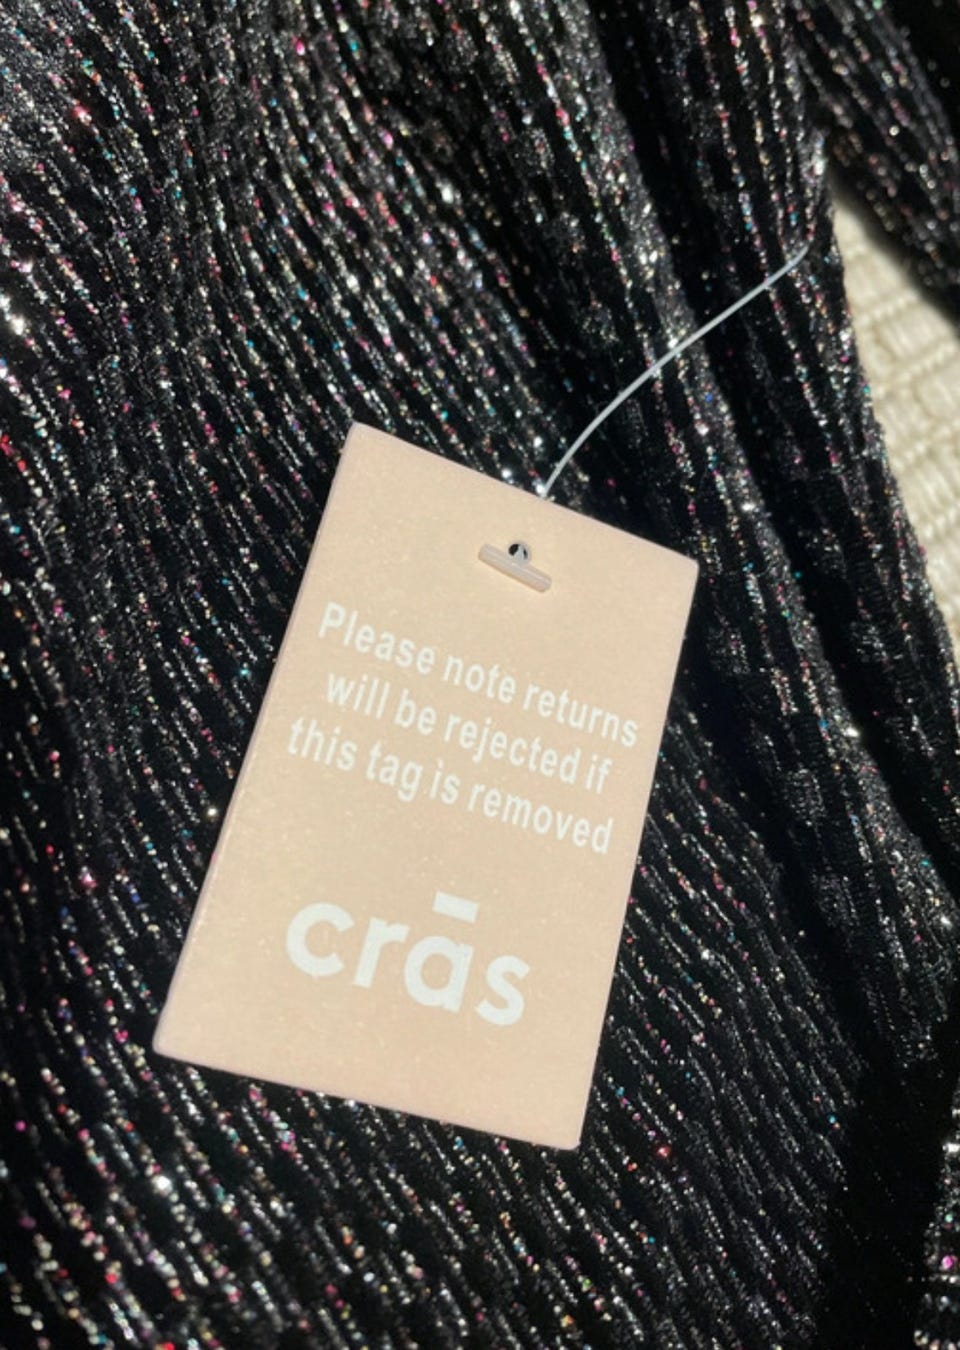 Please note returns
will be rejected if
this tag is removed
crās